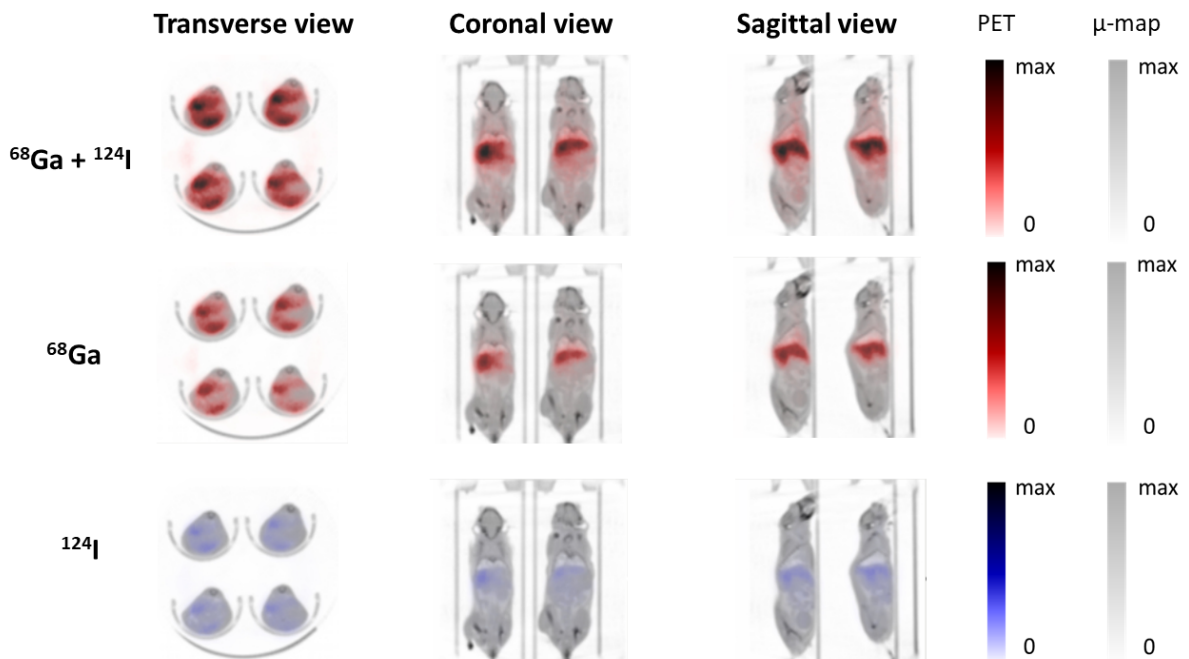 Transverse view Coronal view Sagittal view PET μ-map
max max
⁶⁸Ga + ¹²⁴I
0 0
max max
⁶⁸Ga
0 0
max max
¹²⁴I
0 0